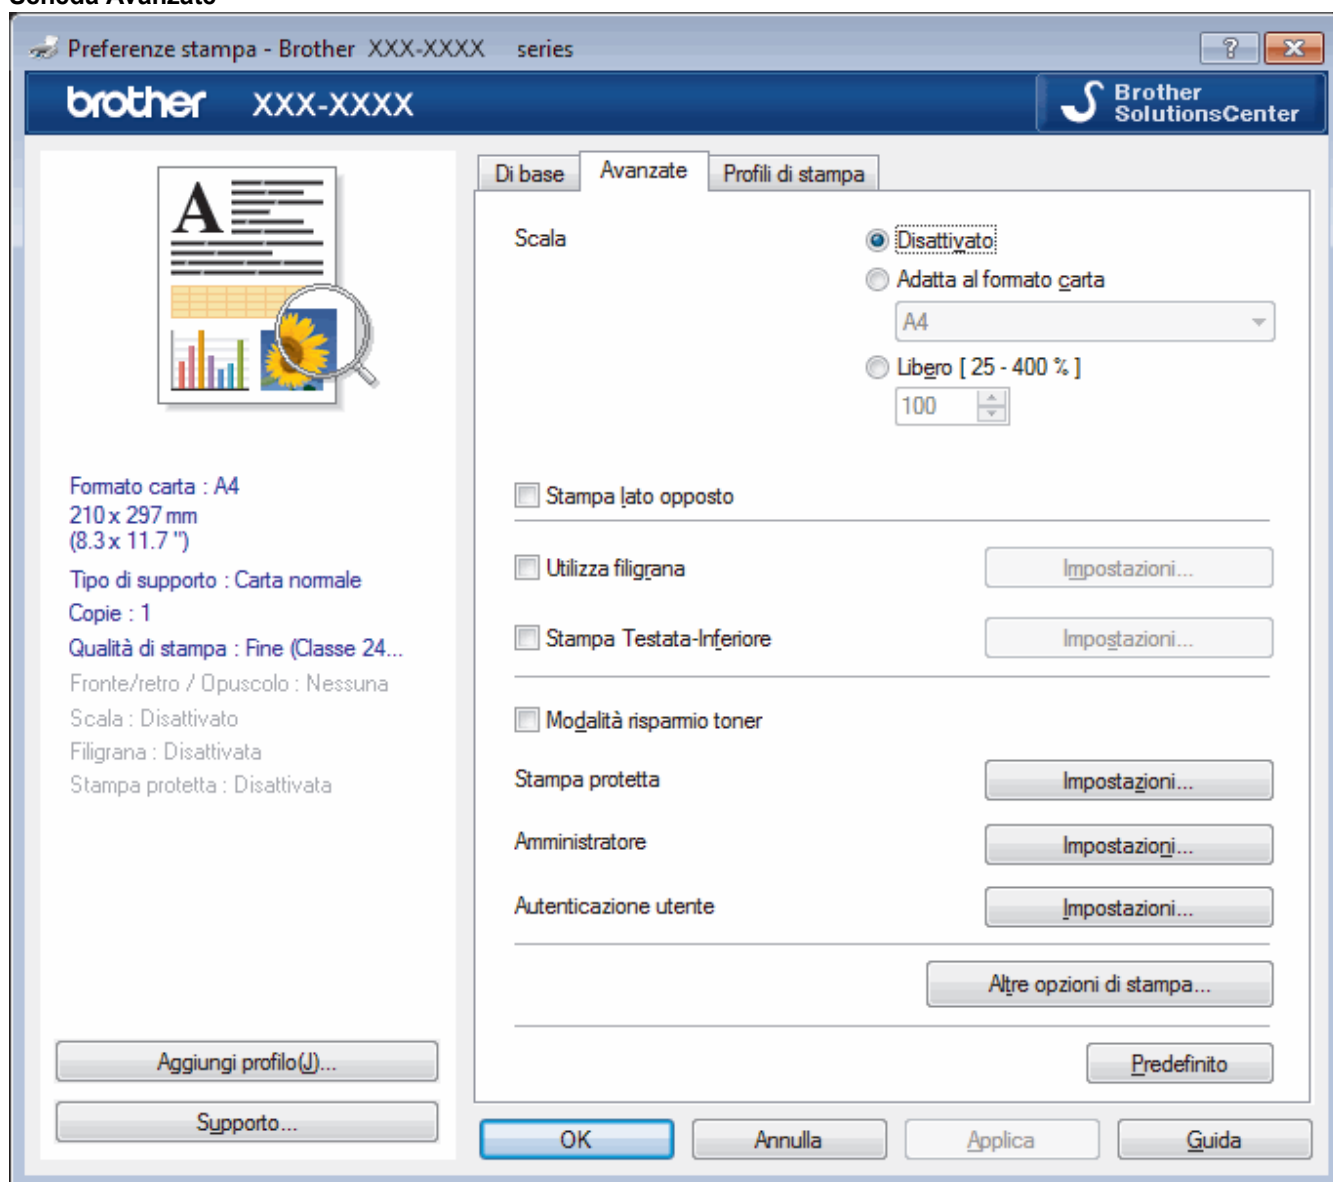 Scheda Avanzato
Preferenze stampa - Brother XXX-XXXX series
brother XXX-XXXX
Brother
SolutionsCenter
A
Formato carta : A4
210 x 297 mm
(8.3 x 11.7 ")
Tipo di supporto : Carta normale
Copie : 1
Qualità di stampa : Fine (Classe 24...
Fronte/retro / Opuscolo : Nessuna
Scala : Disattivato
Filigrana : Disattivata
Stampa protetta : Disattivata
Aggiungi profilo(J)...
Supporto...
Di base Avanzate Profili di stampa
Scala
Disattivato
Adatta al formato carta
A4
Libero [ 25 - 400 % ]
100
Stampa lato opposto
Utilizza filigrana Impostazioni...
Stampa Testata-Inferiore Impostazioni...
Modalità risparmio toner
Stampa protetta Impostazioni...
Amministratore Impostazioni...
Autenticazione utente Impostazioni...
Altre opzioni di stampa...
Predefinito
OK Annulla Applica Guida